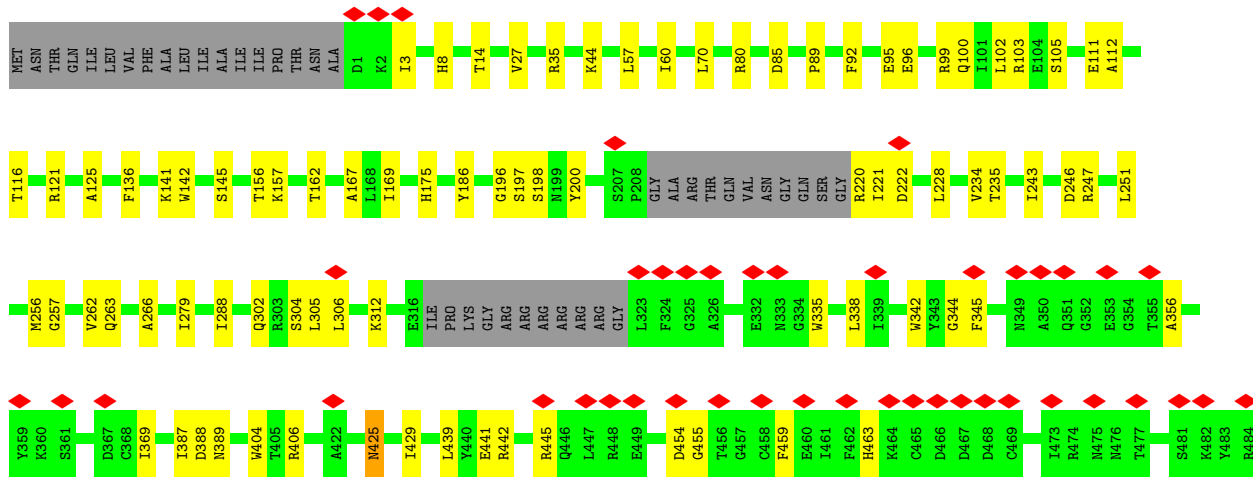 MET ASN THR GLN ILE LEU LEU VAL PHE ALA LEU ILE ALA ILE ILE PRO THR ASN ALA D1 K2 I3 H8 T14 V27 R35 K44 L57 I60 L70 R80 D85 P89 F92 E95 E96 R99 Q100 I101 L102 R103 E104 S105 E111 A112
T116 R121 A125 F136 K141 W142 S145 T156 K157 T162 A167 L168 I169 H175 Y186 G196 S197 S198 N199 Y200 S207 P208 GLY ALA ARG THR GLN VAL ASN GLY GLN SER GLY R220 I221 D222 L228 V234 T235 I243 D246 R247 L251
M256 G257 V262 Q263 A266 I279 I288 Q302 R303 S304 L305 L306 K312 E316 ILE PRO LYS GLY ARG ARG ARG ARG ARG GLY L323 F324 G325 A326 E332 N333 G334 W335 L338 I339 W342 Y343 G344 F345 N349 A350 Q351 G352 E353 G354 T355 A356
Y359 K360 S361 D367 C368 I369 I387 D388 N389 W404 T405 R406 A422 N425 I429 L439 Y440 E441 R442 R445 Q446 L447 R448 E449 D454 G455 T456 G457 C458 F459 E460 I461 F462 H463 K464 C465 D466 D467 D468 C469 I473 R474 N475 N476 T477 S481 K482 Y483 R484